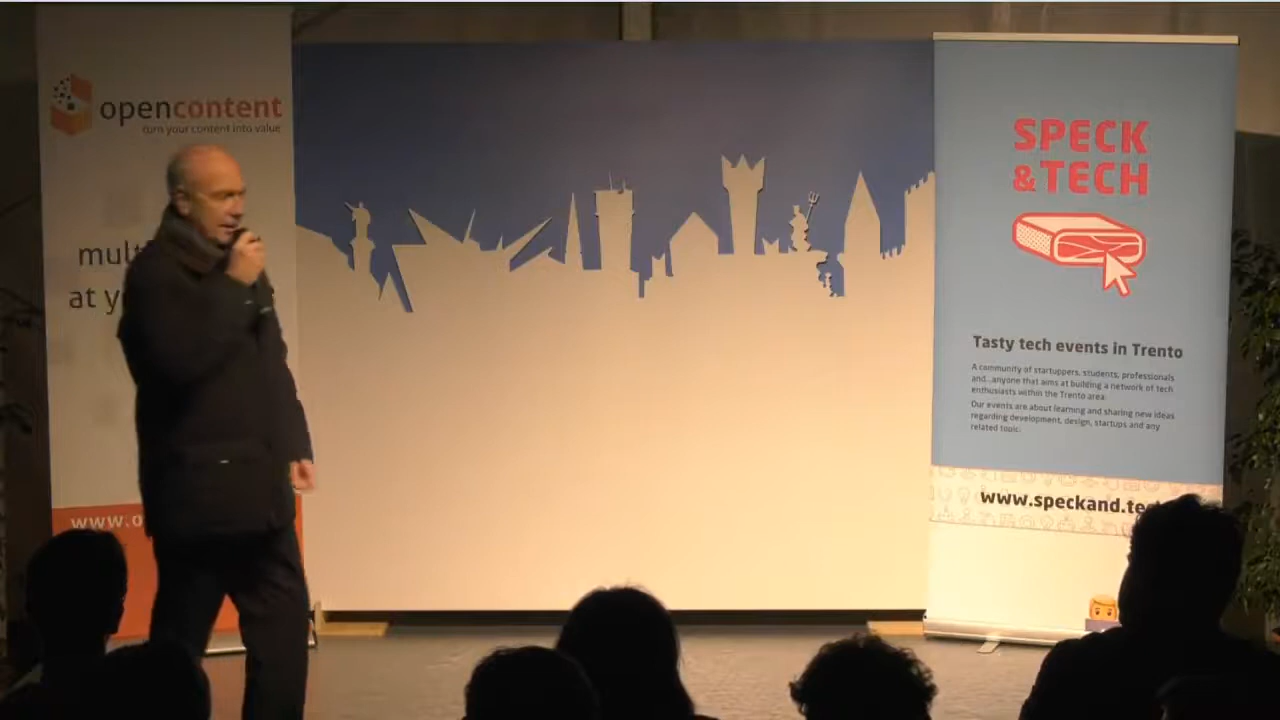 opencontent
turn your content into value
mul
at y
www.o
SPECK
&TECH
Tasty tech events in Trento
A community of startuppers, students, professionals
and...anyone that aims at building a network of tech
enthusiasts within the Trento area.
Our events are about learning and sharing new ideas
regarding development, design, startups and any
related topic.
www.speckand.te